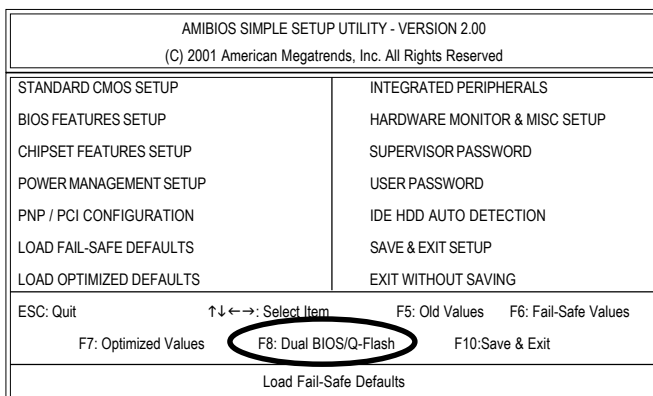 AMIBIOS SIMPLE SETUP UTILITY - VERSION 2.00
(C) 2001 American Megatrends, Inc. All Rights Reserved
STANDARD CMOS SETUP
BIOS FEATURES SETUP
CHIPSET FEATURES SETUP
POWER MANAGEMENT SETUP
PNP / PCI CONFIGURATION
LOAD FAIL-SAFE DEFAULTS
LOAD OPTIMIZED DEFAULTS
INTEGRATED PERIPHERALS
HARDWARE MONITOR & MISC SETUP
SUPERVISOR PASSWORD
USER PASSWORD
IDE HDD AUTO DETECTION
SAVE & EXIT SETUP
EXIT WITHOUT SAVING
ESC: Quit ↑↓←→: Select Item F5: Old Values F6: Fail-Safe Values
F7: Optimized Values F8: Dual BIOS/Q-Flash F10:Save & Exit
Load Fail-Safe Defaults